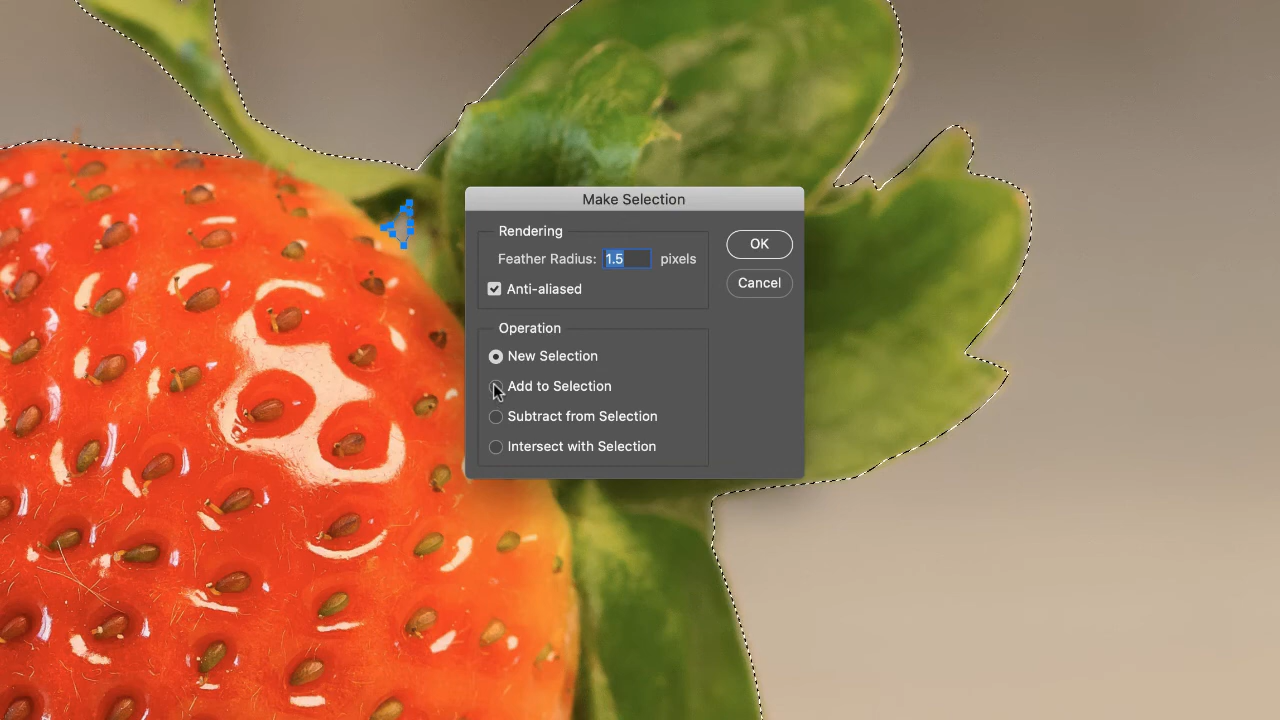 Make Selection
Rendering
Feather Radius: 1.5 pixels
Anti-aliased
OK
Cancel
Operation
New Selection
Add to Selection
Subtract from Selection
Intersect with Selection